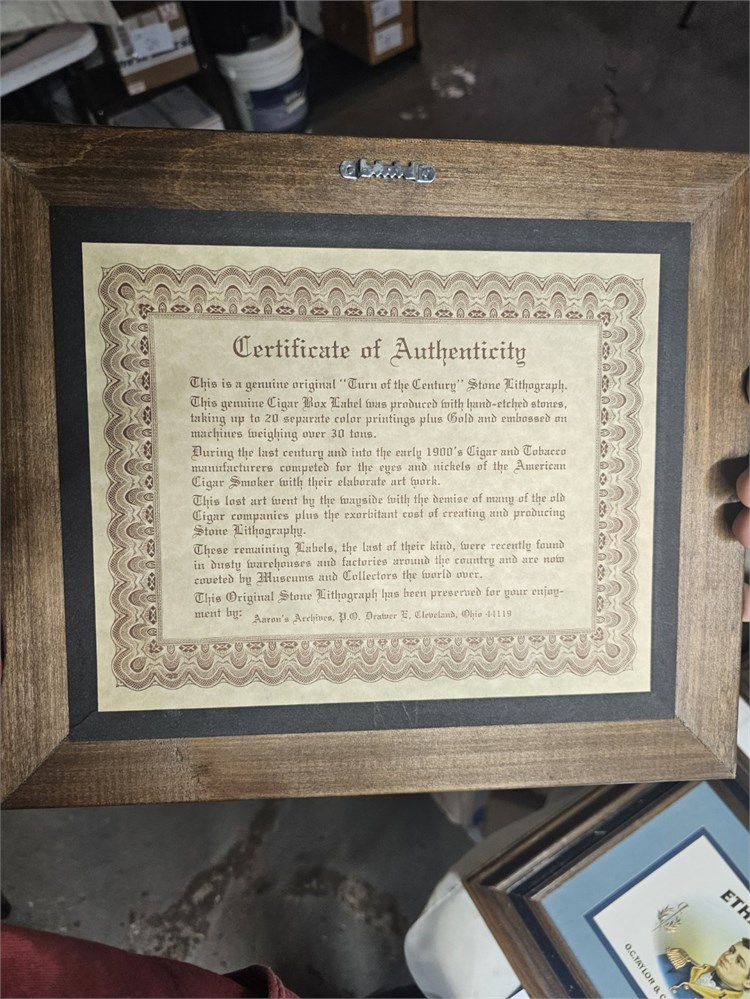 Certificate of Authenticity
This is a genuine original "Turn of the Century" Stone Lithograph.
This genuine Cigar Box Label was produced with hand-etched stones,
taking up to 20 separate color printings plus Gold and embossed on
machines weighing over 30 tons.
During the last century and into the early 1900's Cigar and Tobacco
manufacturers competed for the eyes and nickels of the American
Cigar Smoker with their elaborate art work.
This lost art went by the wayside with the demise of many of the old
Cigar companies plus the exorbitant cost of creating and producing
Stone Lithography.
These remaining Labels, the last of their kind, were recently found
in dusty warehouses and factories around the country and are now
coveted by Museums and Collectors the world over.
This Original Stone Lithograph has been preserved for your enjoy-
ment by: Aaron's Archives, P.O. Drawer E, Cleveland, Ohio 44119
ETH
O.C.TAYLOR &